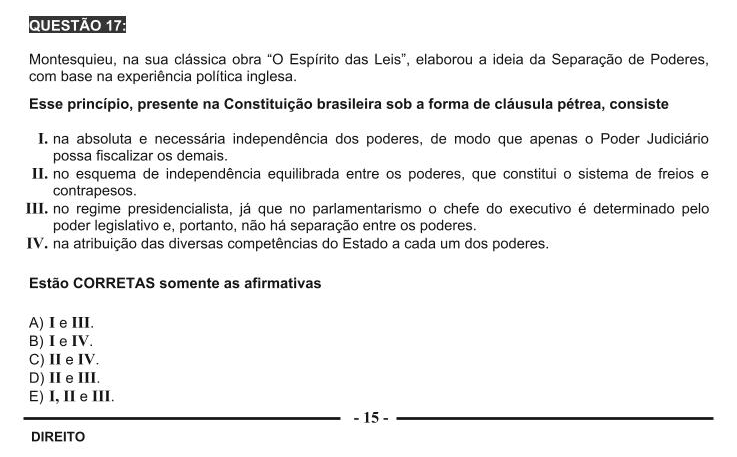 QUESTÃO 17:
Montesquieu, na sua clássica obra “O Espírito das Leis”, elaborou a ideia da Separação de Poderes,
com base na experiência política inglesa.
Esse princípio, presente na Constituição brasileira sob a forma de cláusula pétrea, consiste
I. na absoluta e necessária independência dos poderes, de modo que apenas o Poder Judiciário
possa fiscalizar os demais.
II. no esquema de independência equilibrada entre os poderes, que constitui o sistema de freios e
contrapesos.
III. no regime presidencialista, já que no parlamentarismo o chefe do executivo é determinado pelo
poder legislativo e, portanto, não há separação entre os poderes.
IV. na atribuição das diversas competências do Estado a cada um dos poderes.
Estão CORRETAS somente as afirmativas
A) I e III.
B) I e IV.
C) II e IV.
D) II e III.
E) I, II e III.
- 15 -
DIREITO